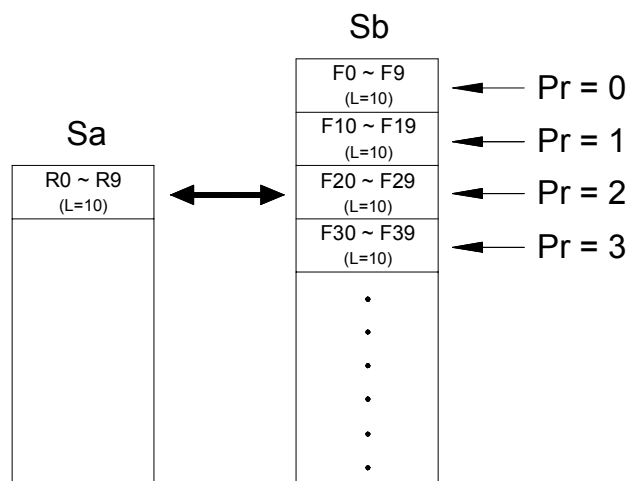 Sb
F0 ~ F9
(L=10)
Pr = 0
Sa
F10 ~ F19
(L=10)
Pr = 1
R0 ~ R9
(L=10)
F20 ~ F29
(L=10)
Pr = 2
F30 ~ F39
(L=10)
Pr = 3